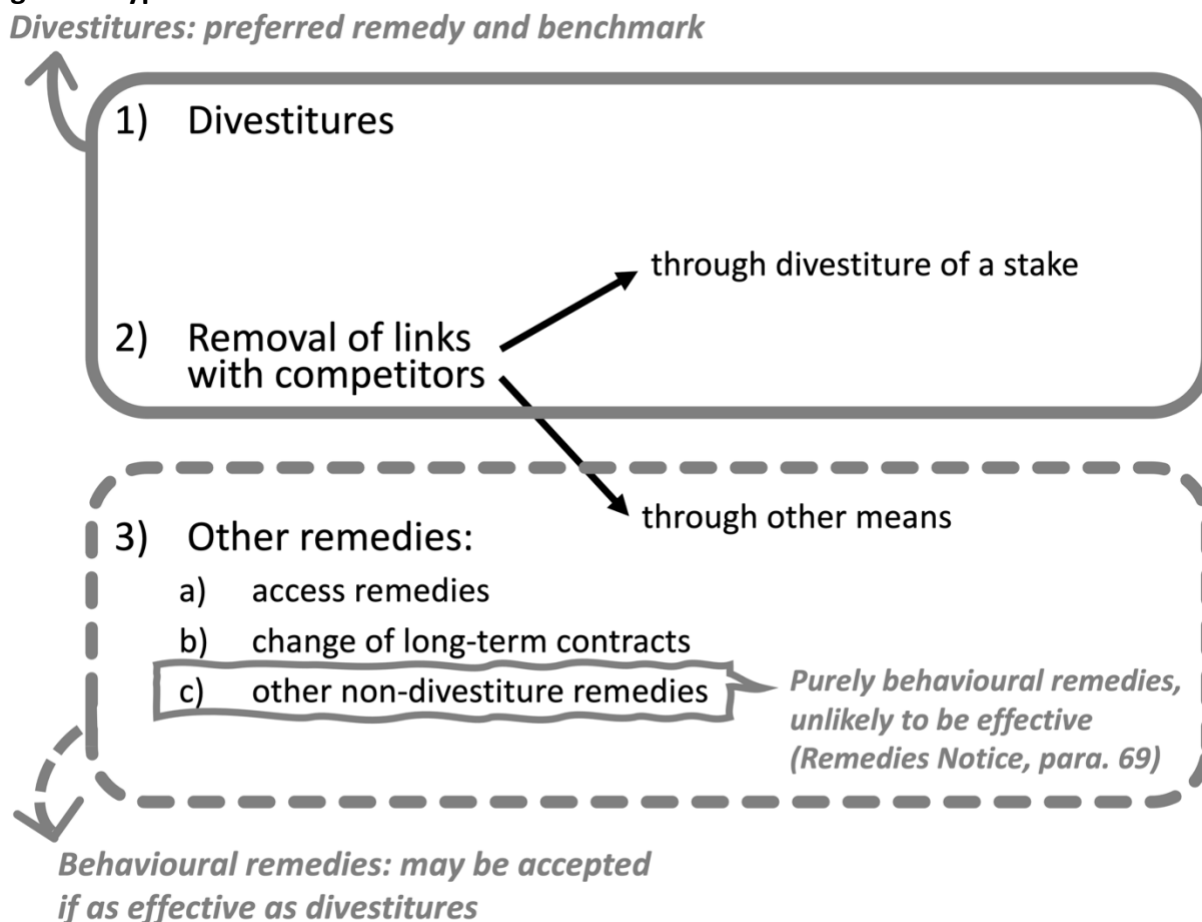 Divestitures: preferred remedy and benchmark
1) Divestitures
through divestiture of a stake
2) Removal of links
with competitors
through other means
3) Other remedies:
a) access remedies
b) change of long-term contracts
c) other non-divestiture remedies
Purely behavioural remedies,
unlikely to be effective
(Remedies Notice, para. 69)
Behavioural remedies: may be accepted
if as effective as divestitures